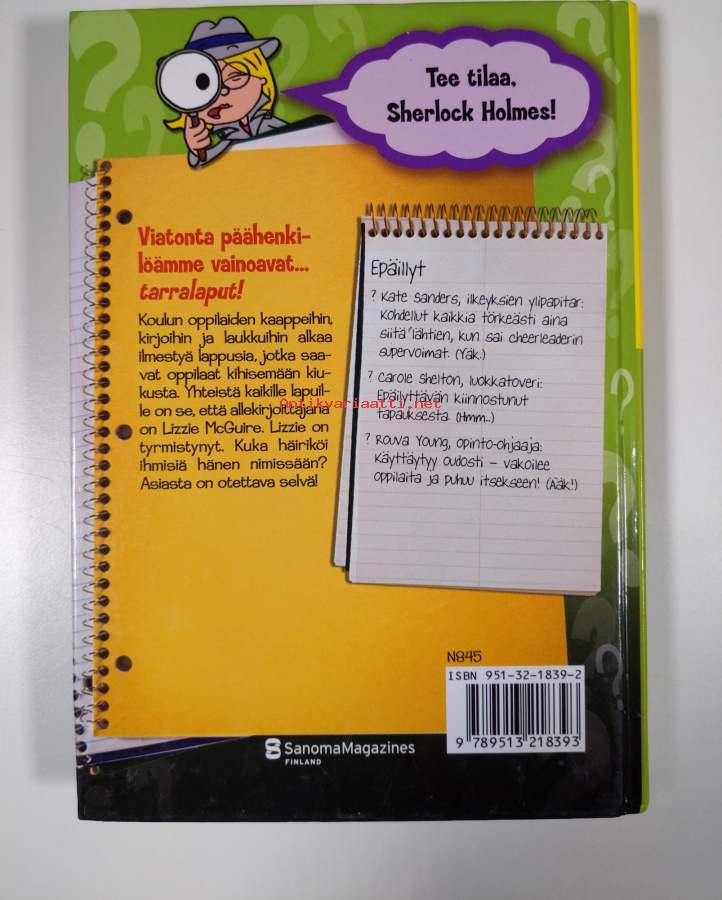 Tee tilaa,
Sherlock Holmes!
Viatonta päähenki-
löämme vainoavat...
tarralaput!
Koulun oppilaiden kaappeihin,
kirjoihin ja laukkuihin alkaa
ilmestyä lappusia, jotka saa-
vat oppilaat kihisemään kiu-
kusta. Yhteistä kaikille lapuil-
le on se, että allekirjoittajana
on Lizzie McGuire. Lizzie on
tyrmistynyt. Kuka häiriköi
ihmisiä hänen nimissään?
Asiasta on otettava selvä!
Epäillyt
? Kate Sanders, ilkeyksien ylipapitar:
Kohdellut kaikkia törkeästi aina
siitä lähtien, kun sai cheerleaderin
supervoimat. (Yäk.)
? Carole Shelton, luokkatoveri:
Epäilyttävän kiinnostunut
tapauksesta. (Hmm..)
? Rouva Young, opinto-ohjaaja:
Käyttäytyy oudosti – vakoilee
oppilaita ja puhuu itsekseen! (Ääk!)
Antikvariaatti.net
N845
ISBN 951-32-1839-2
9 789513 218393
SanomaMagazines
FINLAND